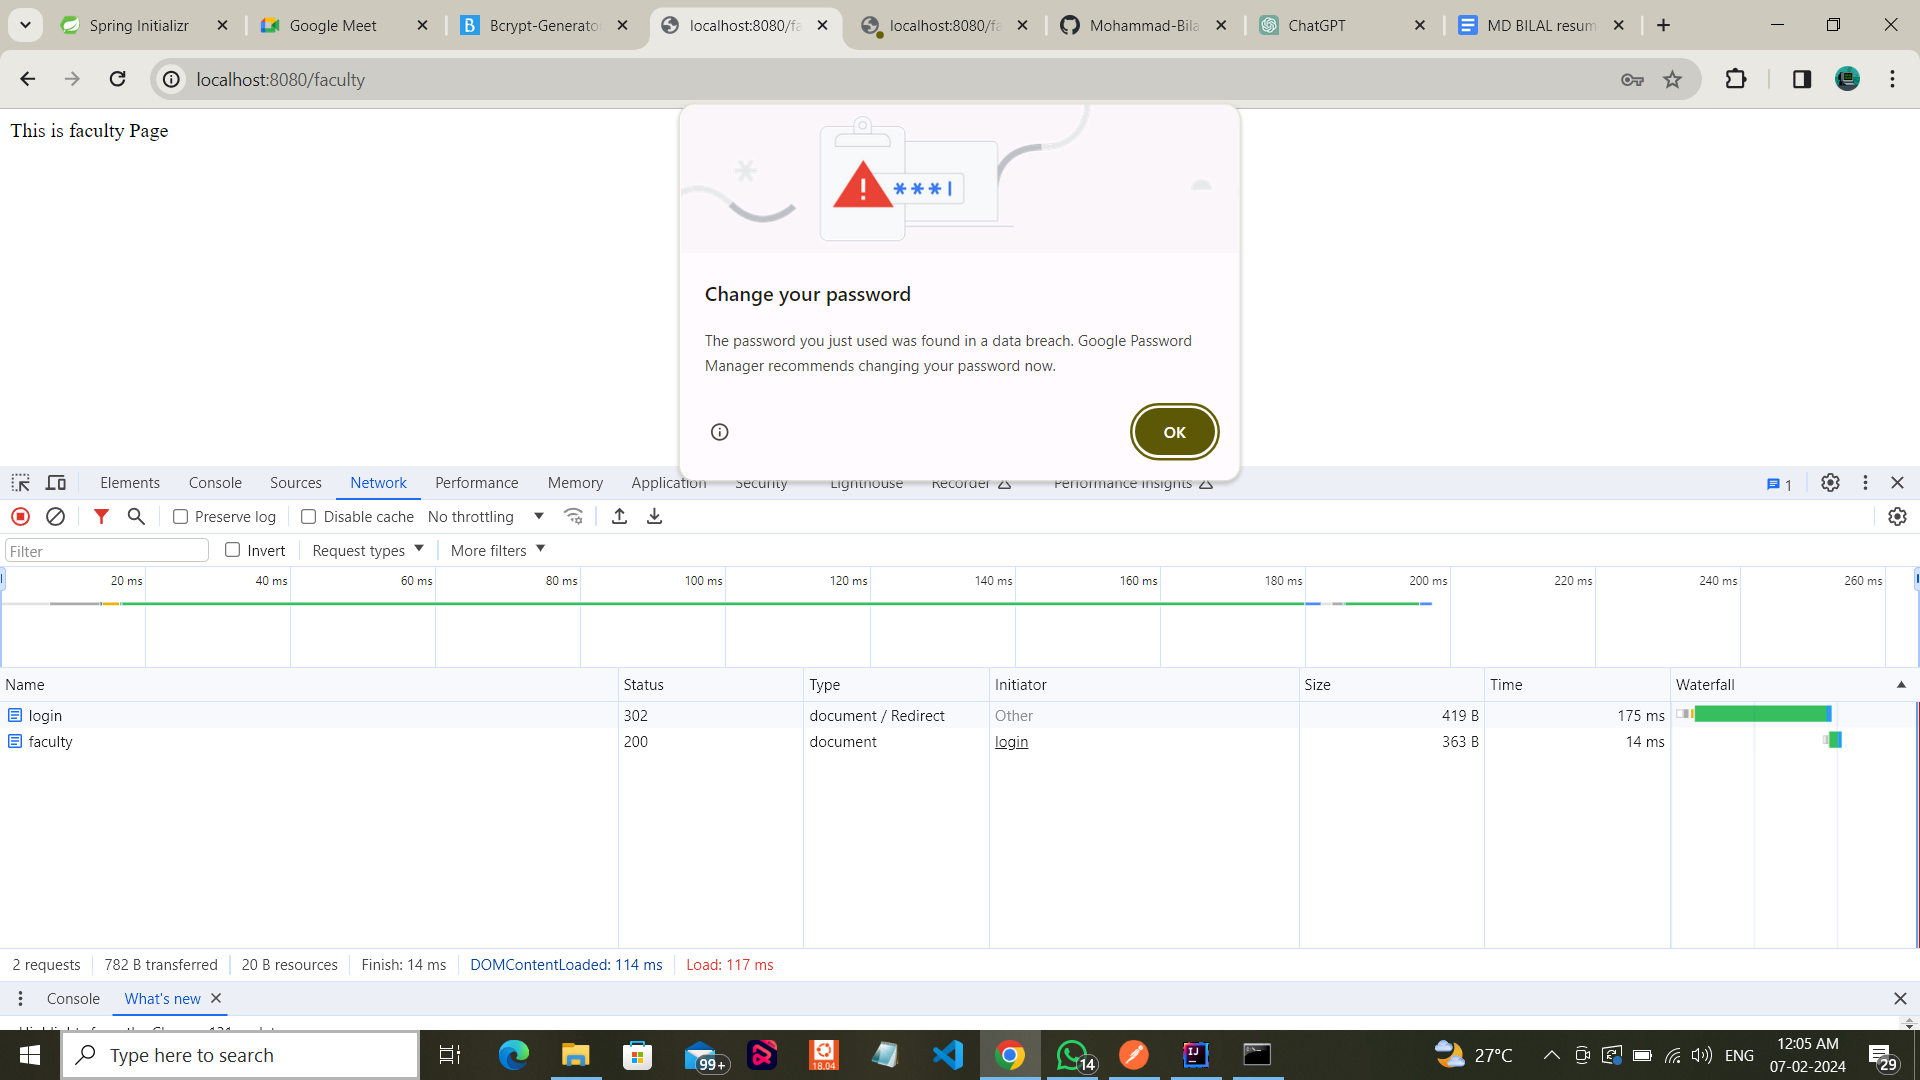 Spring Initializr
Google Meet
Bcrypt-Generato
localhost:8080/fa
localhost:8080/fa
Mohammad-Bila
ChatGPT
MD BILAL resum
localhost:8080/faculty
This is faculty Page
***|
Change your password
The password you just used was found in a data breach. Google Password
Manager recommends changing your password now.
OK
Elements Console Sources Network Performance Memory Application Security Lighthouse Recorder Performance insights 1
Preserve log Disable cache No throttling
Filter Invert Request types More filters
20 ms 40 ms 60 ms 80 ms 100 ms 120 ms 140 ms 160 ms 180 ms 200 ms 220 ms 240 ms 260 ms
Name Status Type Initiator Size Time Waterfall
login 302 document / Redirect Other 419 B 175 ms
faculty 200 document login 363 B 14 ms
2 requests 782 B transferred 20 B resources Finish: 14 ms DOMContentLoaded: 114 ms Load: 117 ms
Console What's new
Type here to search
99+
18.04
14
IJ
27°C
ENG
12:05 AM
07-02-2024
29